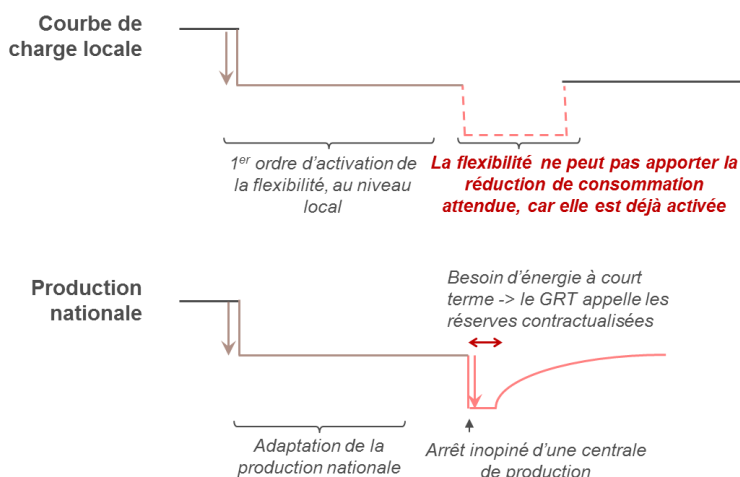 Courbe de
charge locale
1er ordre d'activation de
la flexibilité, au niveau
local
La flexibilité ne peut pas apporter la
réduction de consommation
attendue, car elle est déjà activée
Production
nationale
Besoin d'énergie à court
terme -> le GRT appelle les
réserves contractualisées
Adaptation de la
production nationale
Arrêt inopiné d'une centrale
de production